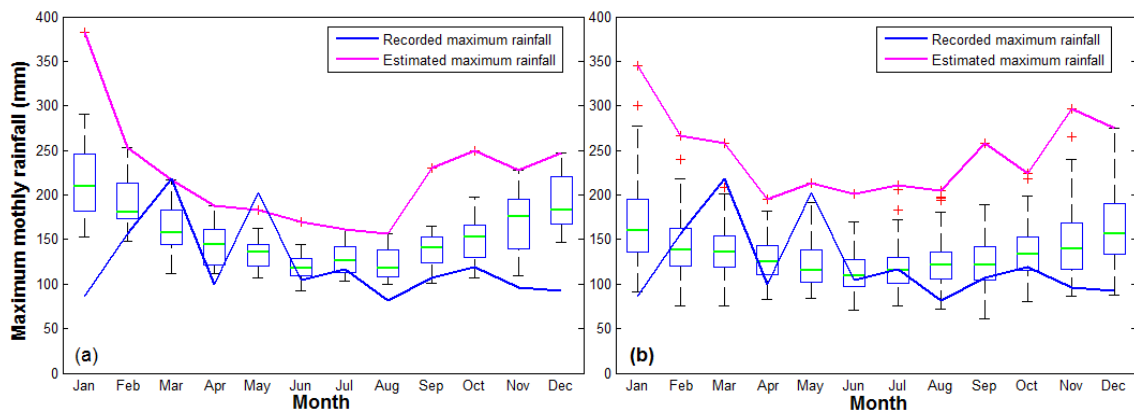 Maximum mothly rainfall (mm)
400
350
300
250
200
150
100
50
0
Recorded maximum rainfall
Estimated maximum rainfall
(a)
Jan Feb Mar Apr May Jun Jul Aug Sep Oct Nov Dec
Month
400
350
300
250
200
150
100
50
0
Recorded maximum rainfall
Estimated maximum rainfall
(b)
Jan Feb Mar Apr May Jun Jul Aug Sep Oct Nov Dec
Month